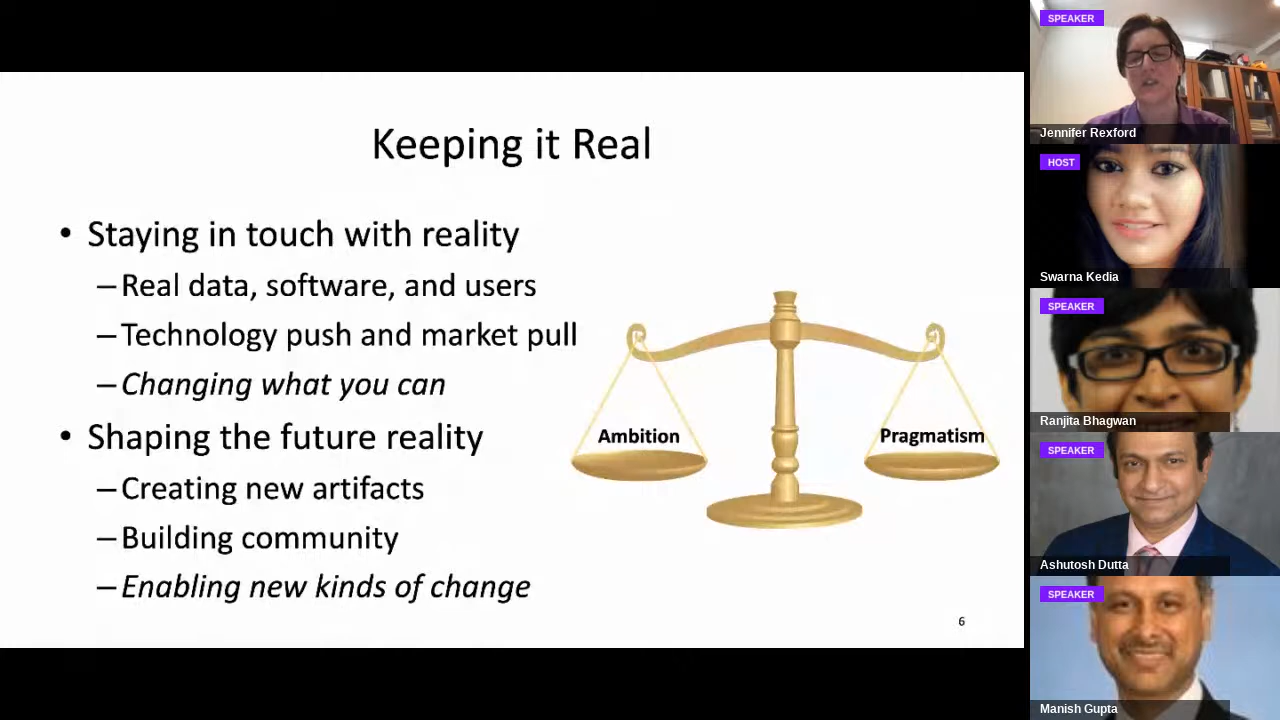 Keeping it Real
• Staying in touch with reality
– Real data, software, and users
– Technology push and market pull
– Changing what you can
• Shaping the future reality
– Creating new artifacts
– Building community
– Enabling new kinds of change
Ambition
Pragmatism
6
SPEAKER
Jennifer Rexford
HOST
Swarna Kedia
SPEAKER
Ranjita Bhagwan
SPEAKER
Ashutosh Dutta
SPEAKER
Manish Gupta